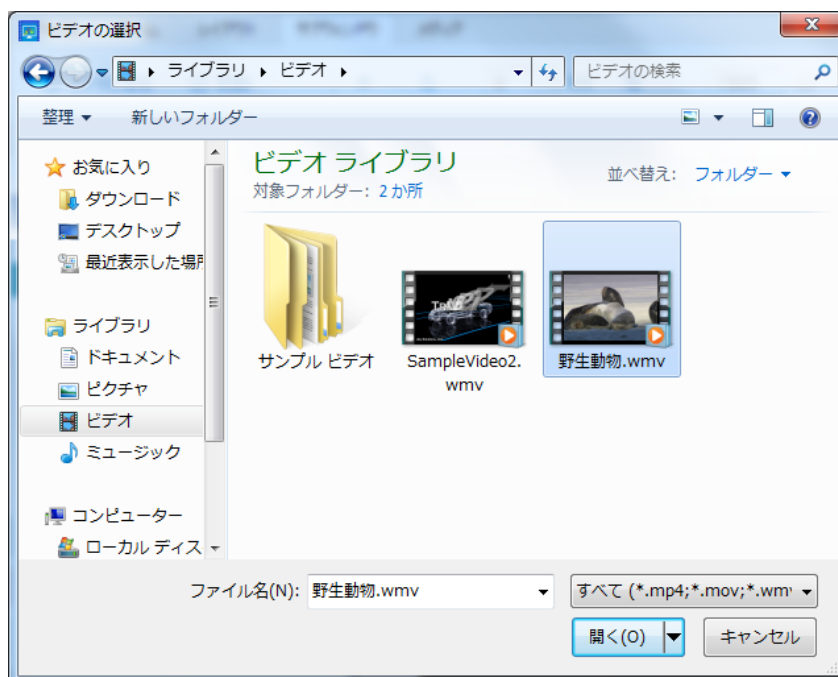 ビデオの選択
ライブラリ ビデオ
ビデオの検索
整理
新しいフォルダー
お気に入り
ダウンロード
デスクトップ
最近表示した場所
ライブラリ
ドキュメント
ピクチャ
ビデオ
ミュージック
コンピューター
ローカル ディス
ビデオ ライブラリ
対象フォルダー: 2 か所
並べ替え: フォルダー
サンプル ビデオ
SampleVideo2.
wmv
野生動物.wmv
ファイル名(N): 野生動物.wmv
すべて (*.mp4;*.mov;*.wm
開く(O)
キャンセル